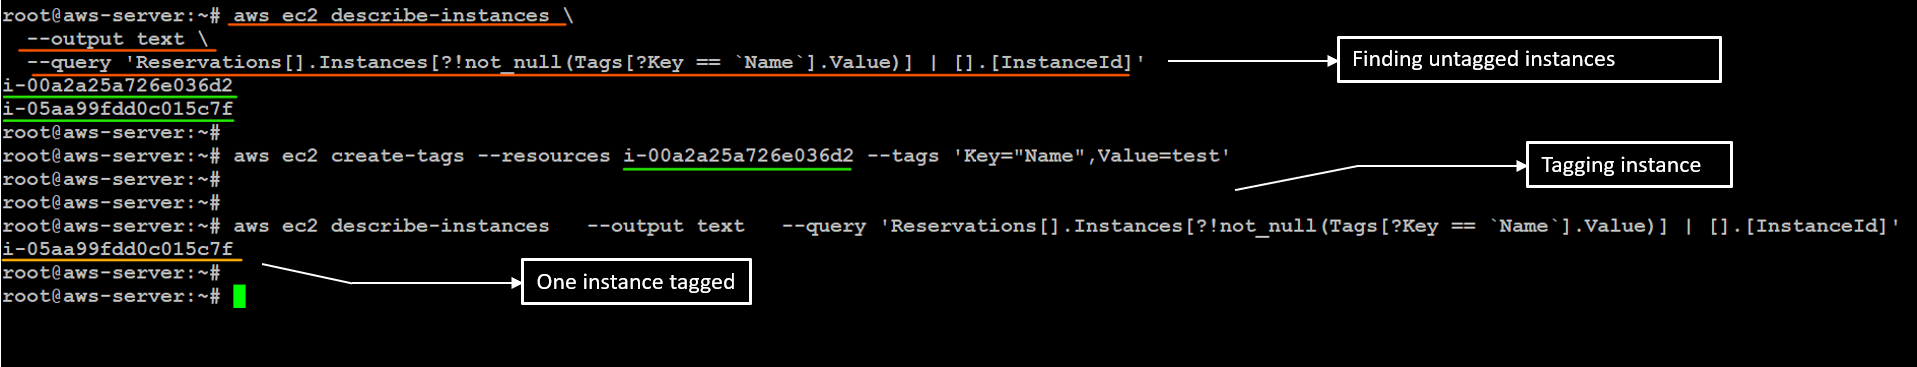 root@aws-server:~# aws ec2 describe-instances \
--output text \
--query 'Reservations[].Instances[?!not_null(Tags[?Key == `Name`].Value)] | [].[InstanceId]'
Finding untagged instances
i-00a2a25a726e036d2
i-05aa99fdd0c015c7f
root@aws-server:~#
root@aws-server:~# aws ec2 create-tags --resources i-00a2a25a726e036d2 --tags 'Key="Name",Value=test'
Tagging instance
root@aws-server:~#
root@aws-server:~#
root@aws-server:~# aws ec2 describe-instances   --output text   --query 'Reservations[].Instances[?!not_null(Tags[?Key == `Name`].Value)] | [].[InstanceId]'
i-05aa99fdd0c015c7f
root@aws-server:~#
One instance tagged
root@aws-server:~#